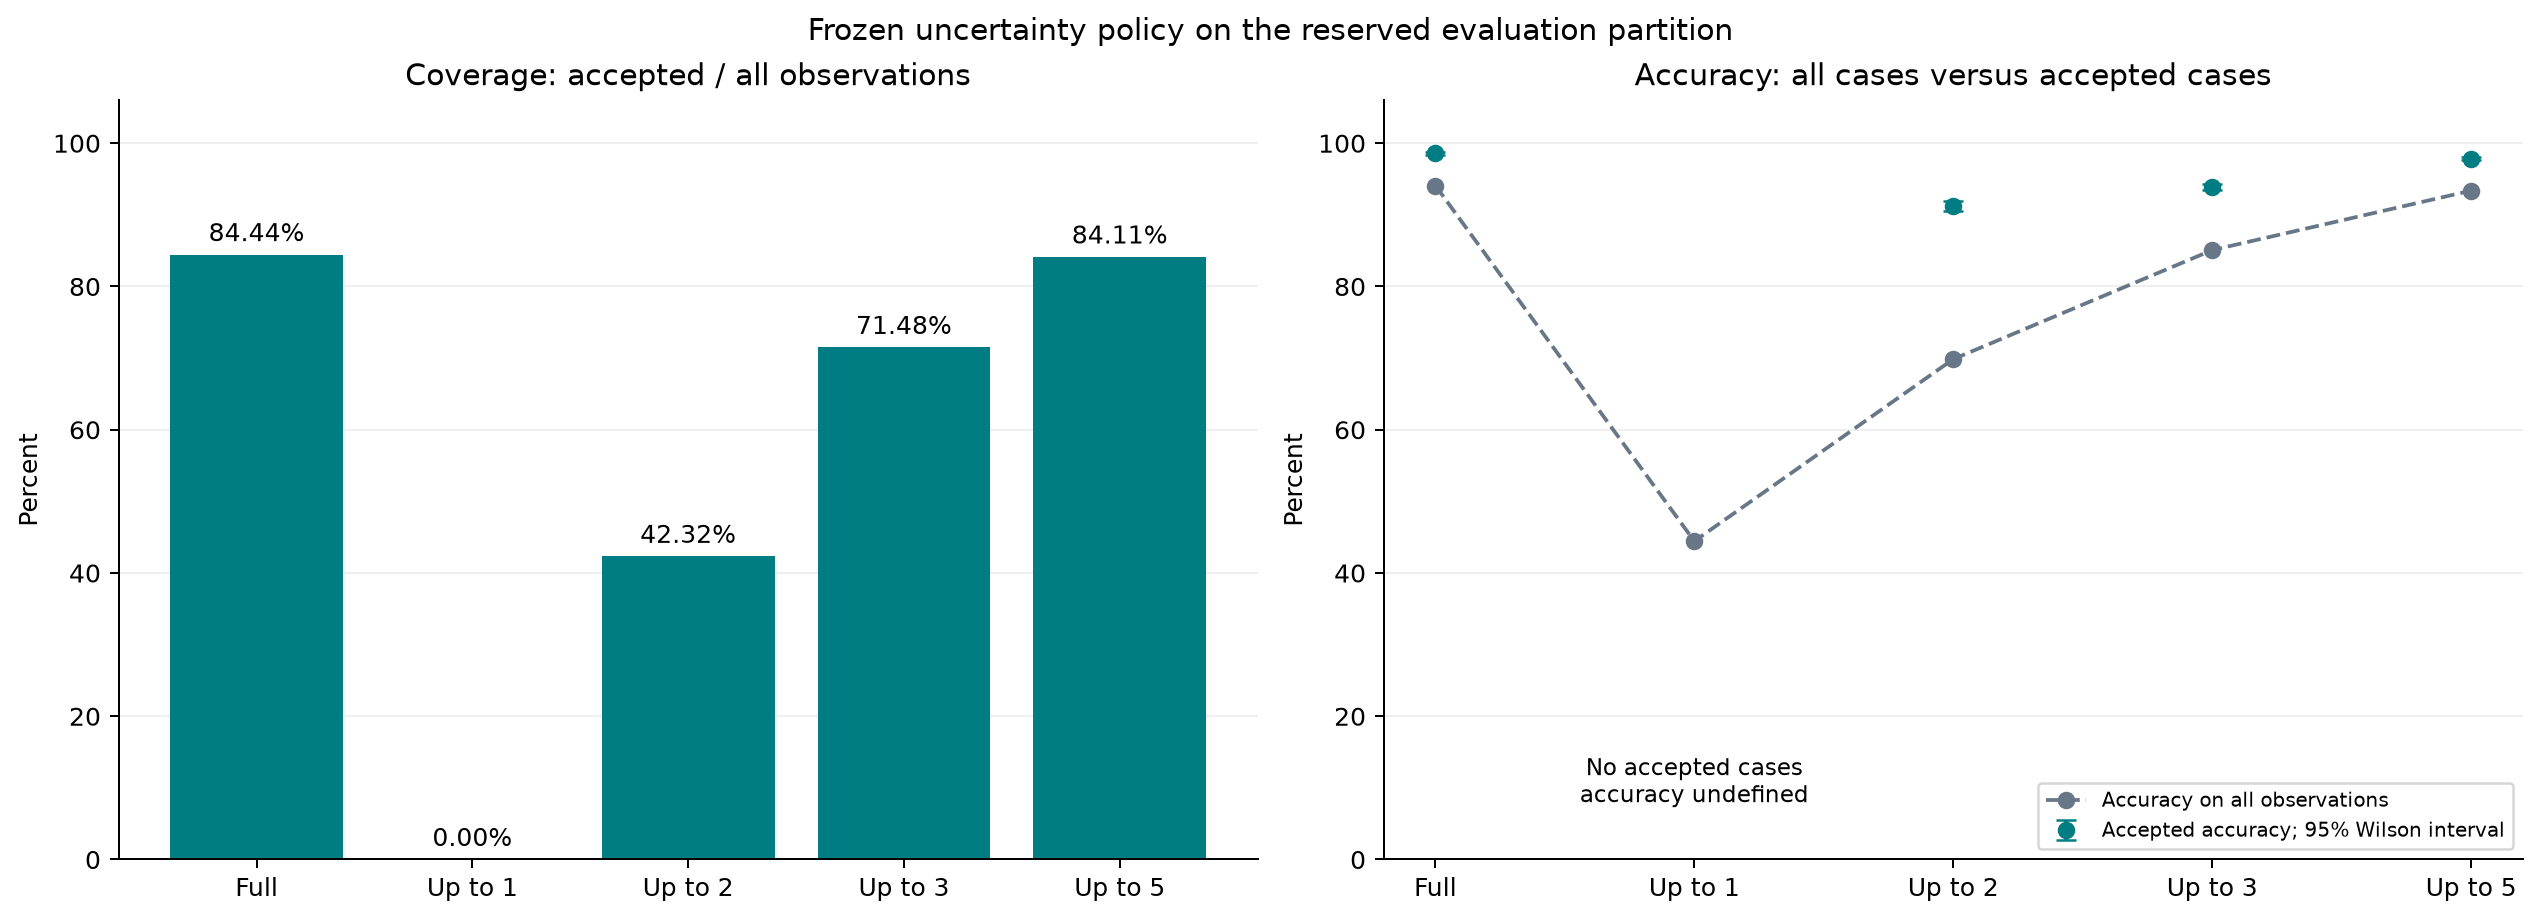 Frozen uncertainty policy on the reserved evaluation partition
Coverage: accepted / all observations
Percent
100
80
60
40
20
0
84.44%
0.00%
42.32%
71.48%
84.11%
Full
Up to 1
Up to 2
Up to 3
Up to 5
Accuracy: all cases versus accepted cases
Percent
100
80
60
40
20
0
No accepted cases
accuracy undefined
Accuracy on all observations
Accepted accuracy; 95% Wilson interval
Full
Up to 1
Up to 2
Up to 3
Up to 5